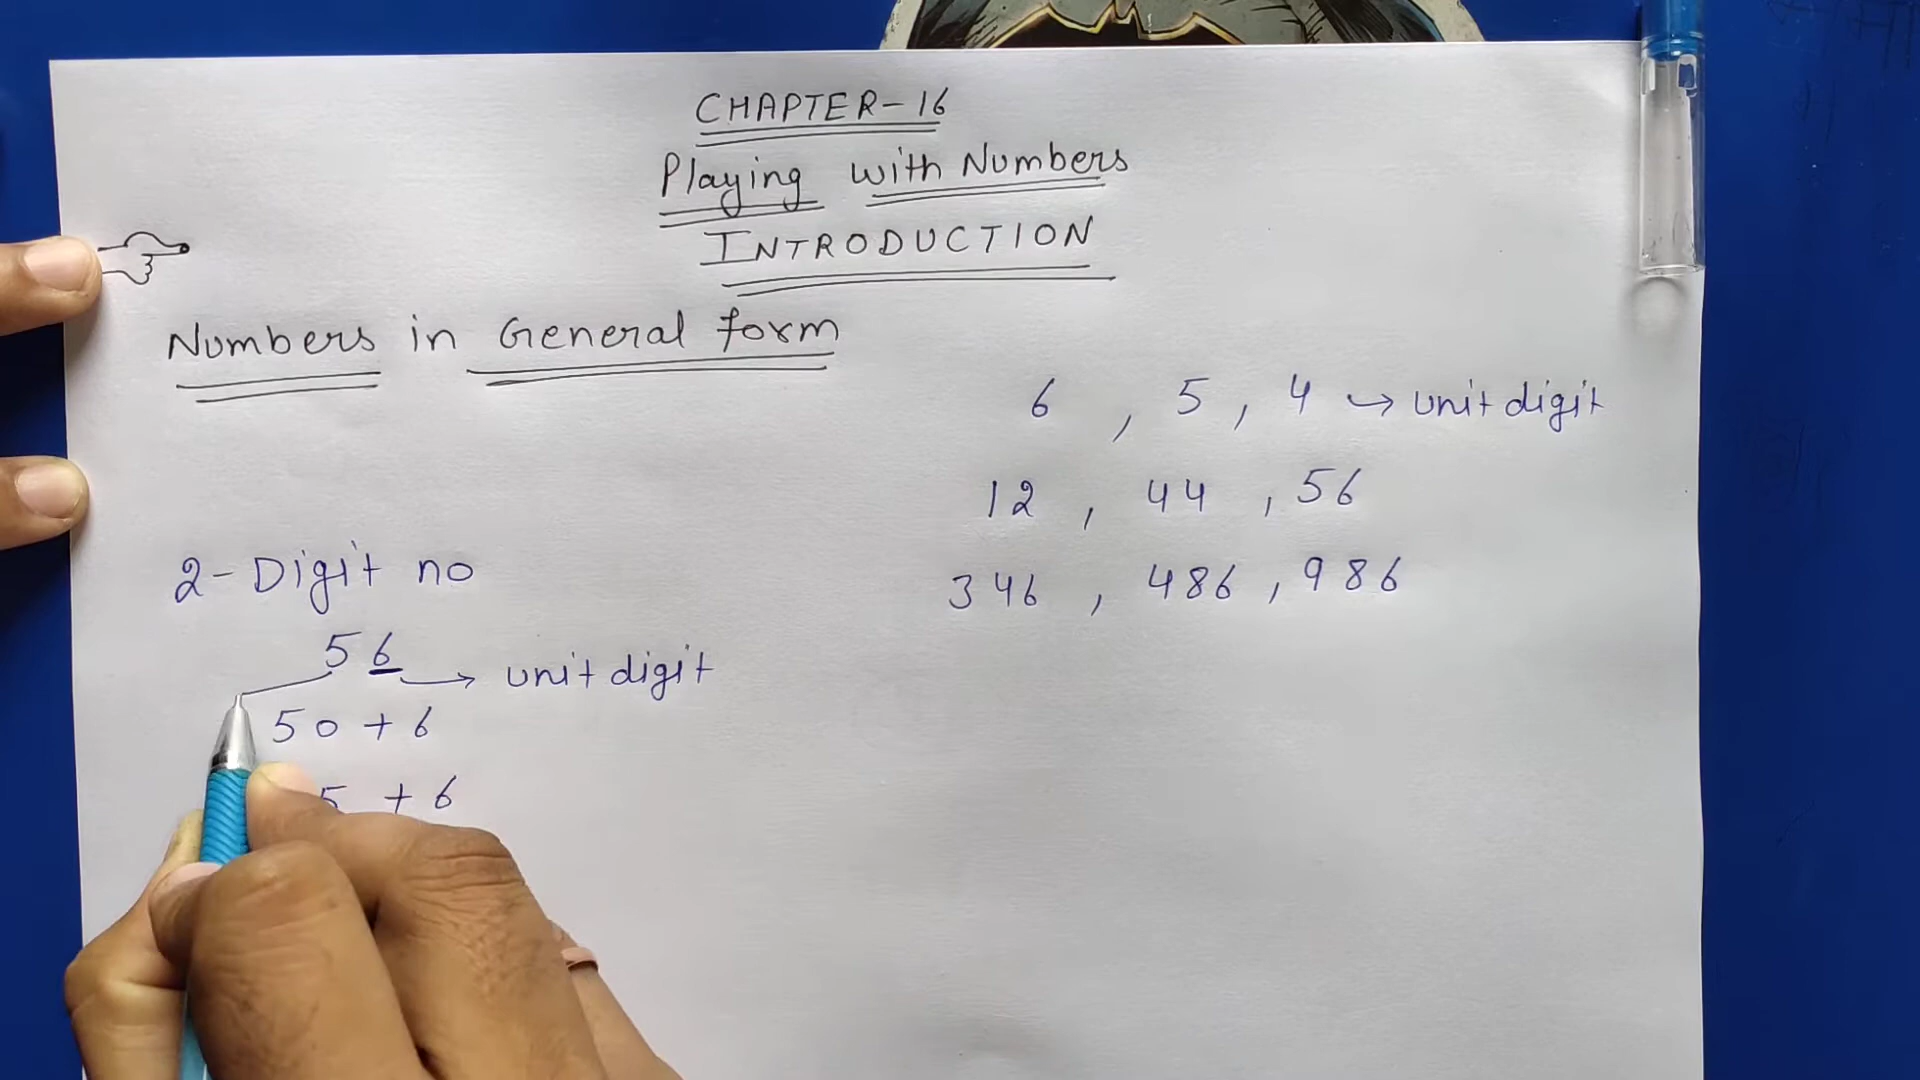 CHAPTER-16
Playing with Numbers
INTRODUCTION
Numbers in General form
6 , 5 , 4 → unit digit
12 , 44 , 56
346 , 486 , 986
2-Digit no
56 → unit digit
50 + 6
5 + 6